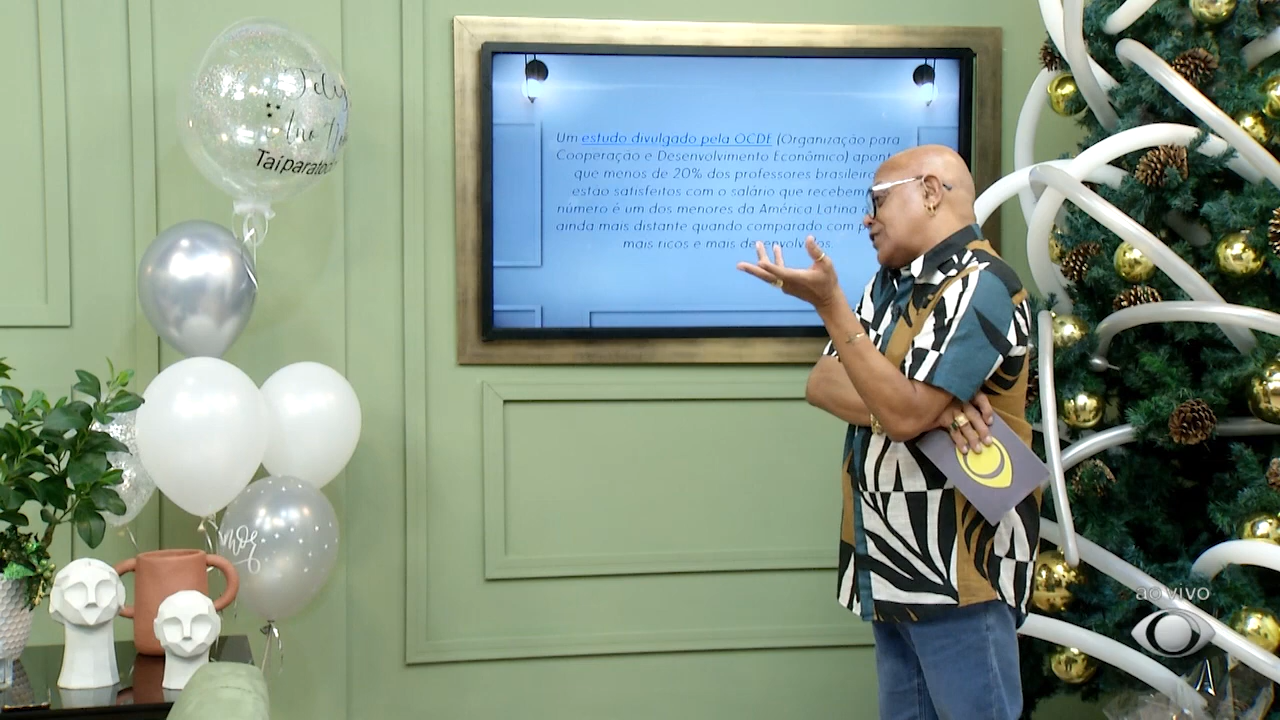 Feliz
Ano
Taiparatodos
Um estudo divulgado pela OCDE (Organização para
Cooperação e Desenvolvimento Econômico) apont
que menos de 20% dos professores brasileiro
estão satisfeitos com o salário que recebem
número é um dos menores da América Latina
ainda mais distante quando comparado com p
mais ricos e mais desenvolvidos.
ao vivo